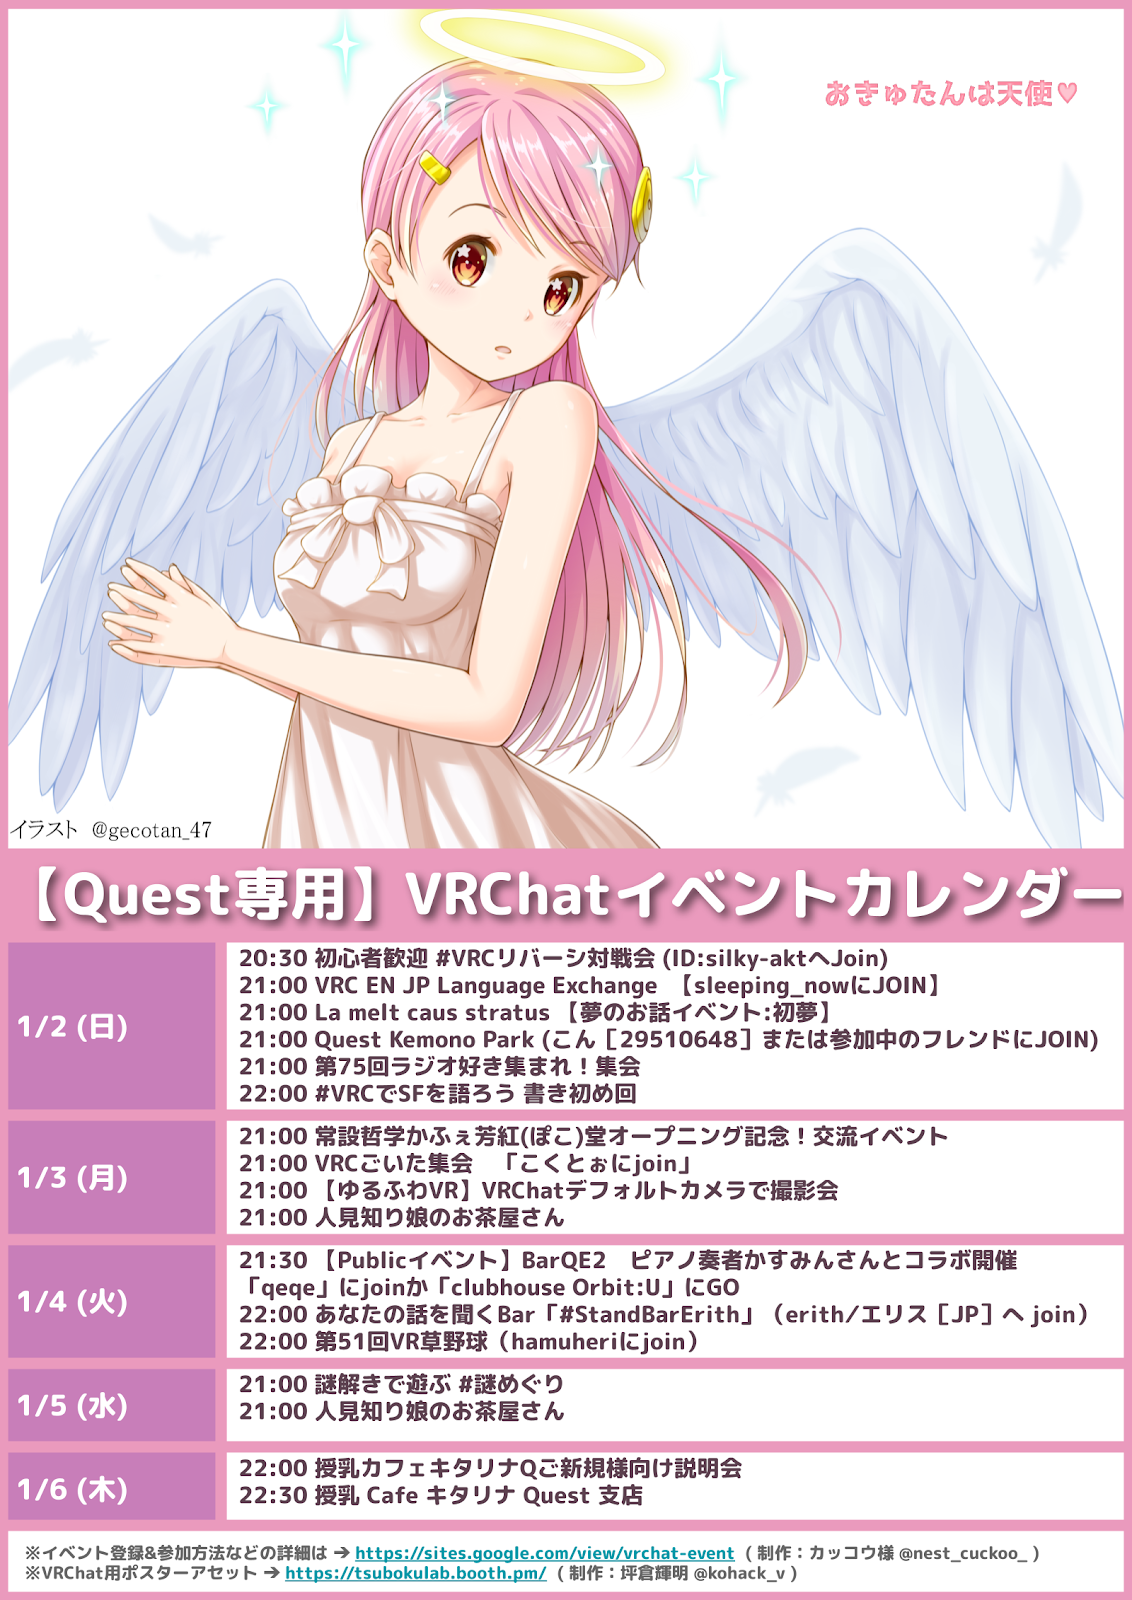 おきゅたんは天使♥
イラスト @gecotan_47
【Quest専用】VRChatイベントカレンダー
1/2 (日)
20:30 初心者歓迎 #VRCリバーシ対戦会 (ID:silky-aktへJoin)
21:00 VRC EN JP Language Exchange 【sleeping_nowにJOIN】
21:00 La melt caus stratus 【夢のお話イベント:初夢】
21:00 Quest Kemono Park (こん［29510648］または参加中のフレンドにJOIN)
21:00 第75回ラジオ好き集まれ！集会
22:00 #VRCでSFを語ろう 書き初め回
1/3 (月)
21:00 常設哲学かふぇ芳紅(ぽこ)堂オープニング記念！交流イベント
21:00 VRCごいた集会　「こくとぉにjoin」
21:00 【ゆるふわVR】VRChatデフォルトカメラで撮影会
21:00 人見知り娘のお茶屋さん
1/4 (火)
21:30 【Publicイベント】BarQE2　ピアノ奏者かすみんさんとコラボ開催
「qeqe」にjoinか「clubhouse Orbit:U」にGO
22:00 あなたの話を聞くBar「#StandBarErith」（erith/エリス［JP］へ join）
22:00 第51回VR草野球（hamuheriにjoin）
1/5 (水)
21:00 謎解きで遊ぶ #謎めぐり
21:00 人見知り娘のお茶屋さん
1/6 (木)
22:00 授乳カフェキタリナQご新規様向け説明会
22:30 授乳 Cafe キタリナ Quest 支店
※イベント登録&参加方法などの詳細は → https://sites.google.com/view/vrchat-event ( 制作：カッコウ様 @nest_cuckoo_ )
※VRChat用ポスターアセット → https://tsubokulab.booth.pm/ ( 制作：坪倉輝明 @kohack_v )